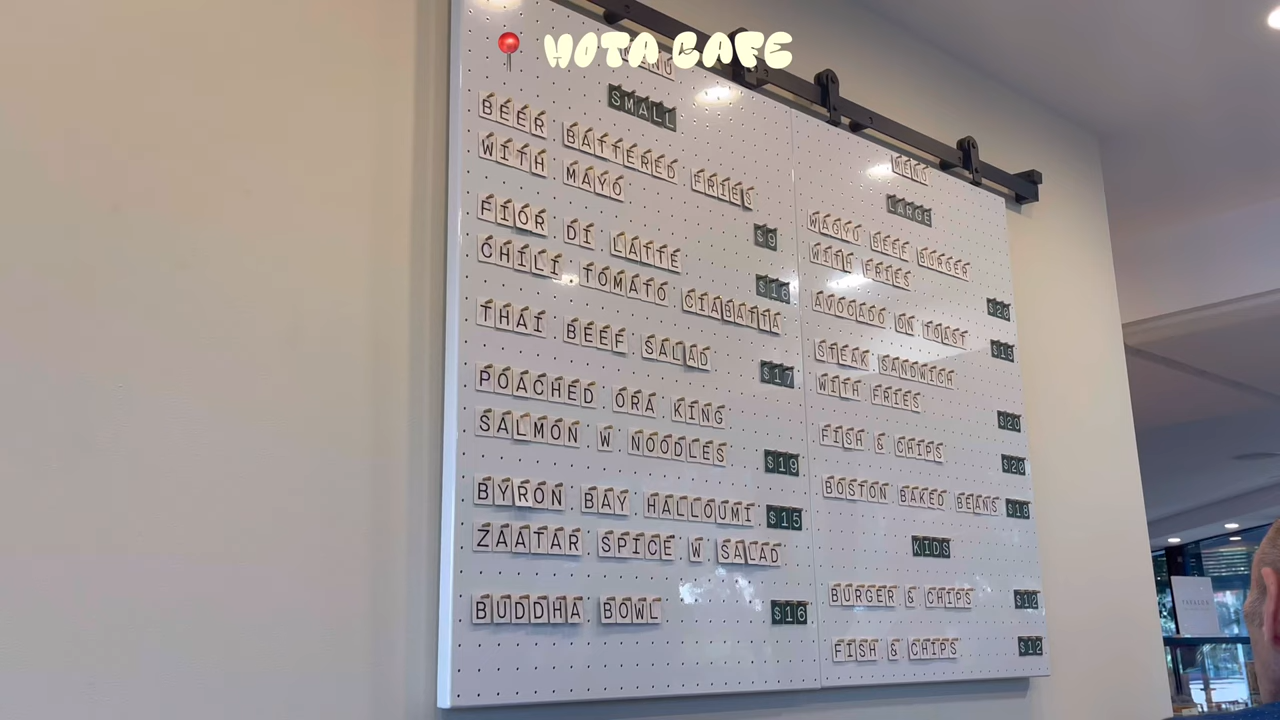 HOTA CAFE
MENU
SMALL
BEER BATTERED FRIES
WITH MAYO
$9
FIOR DI LATTE
$16
CHILI TOMATO CIABATTA
THAI BEEF SALAD
$17
POACHED ORA KING
SALMON W NOODLES
$19
BYRON BAY HALLOUMI
$15
ZAATAR SPICE W SALAD
BUDDHA BOWL
$16
MENU
LARGE
WAGYU BEEF BURGER
WITH FRIES
$20
AVOCADO ON TOAST
$15
STEAK SANDWICH
WITH FRIES
$20
FISH & CHIPS
$20
BOSTON BAKED BEANS
$18
KIDS
BURGER & CHIPS
$12
FISH & CHIPS
$12